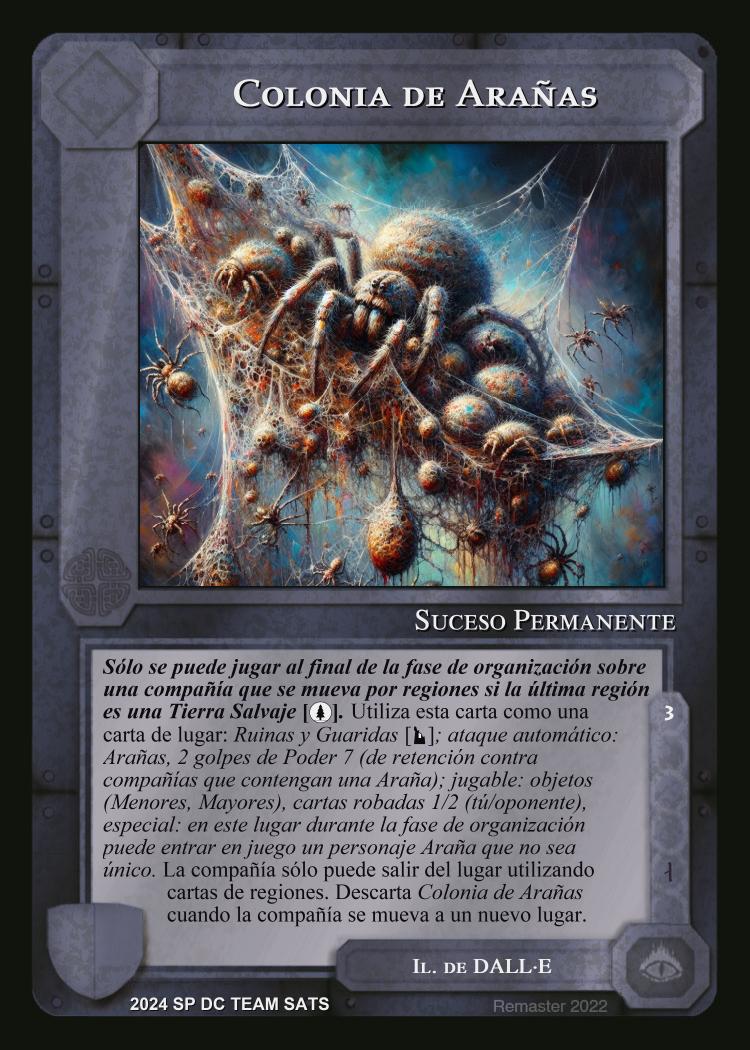 Colonia de Arañas
Suceso Permanente
Sólo se puede jugar al final de la fase de organización sobre
una compañía que se mueva por regiones si la última región
es una Tierra Salvaje []. Utiliza esta carta como una
carta de lugar: Ruinas y Guaridas []; ataque automático:
Arañas, 2 golpes de Poder 7 (de retención contra
compañías que contengan una Araña); jugable: objetos
(Menores, Mayores), cartas robadas 1/2 (tú/oponente),
especial: en este lugar durante la fase de organización
puede entrar en juego un personaje Araña que no sea
único. La compañía sólo puede salir del lugar utilizando
cartas de regiones. Descarta Colonia de Arañas
cuando la compañía se mueva a un nuevo lugar.
3
Il. de DALL·E
2024 SP DC TEAM SATS
Remaster 2022